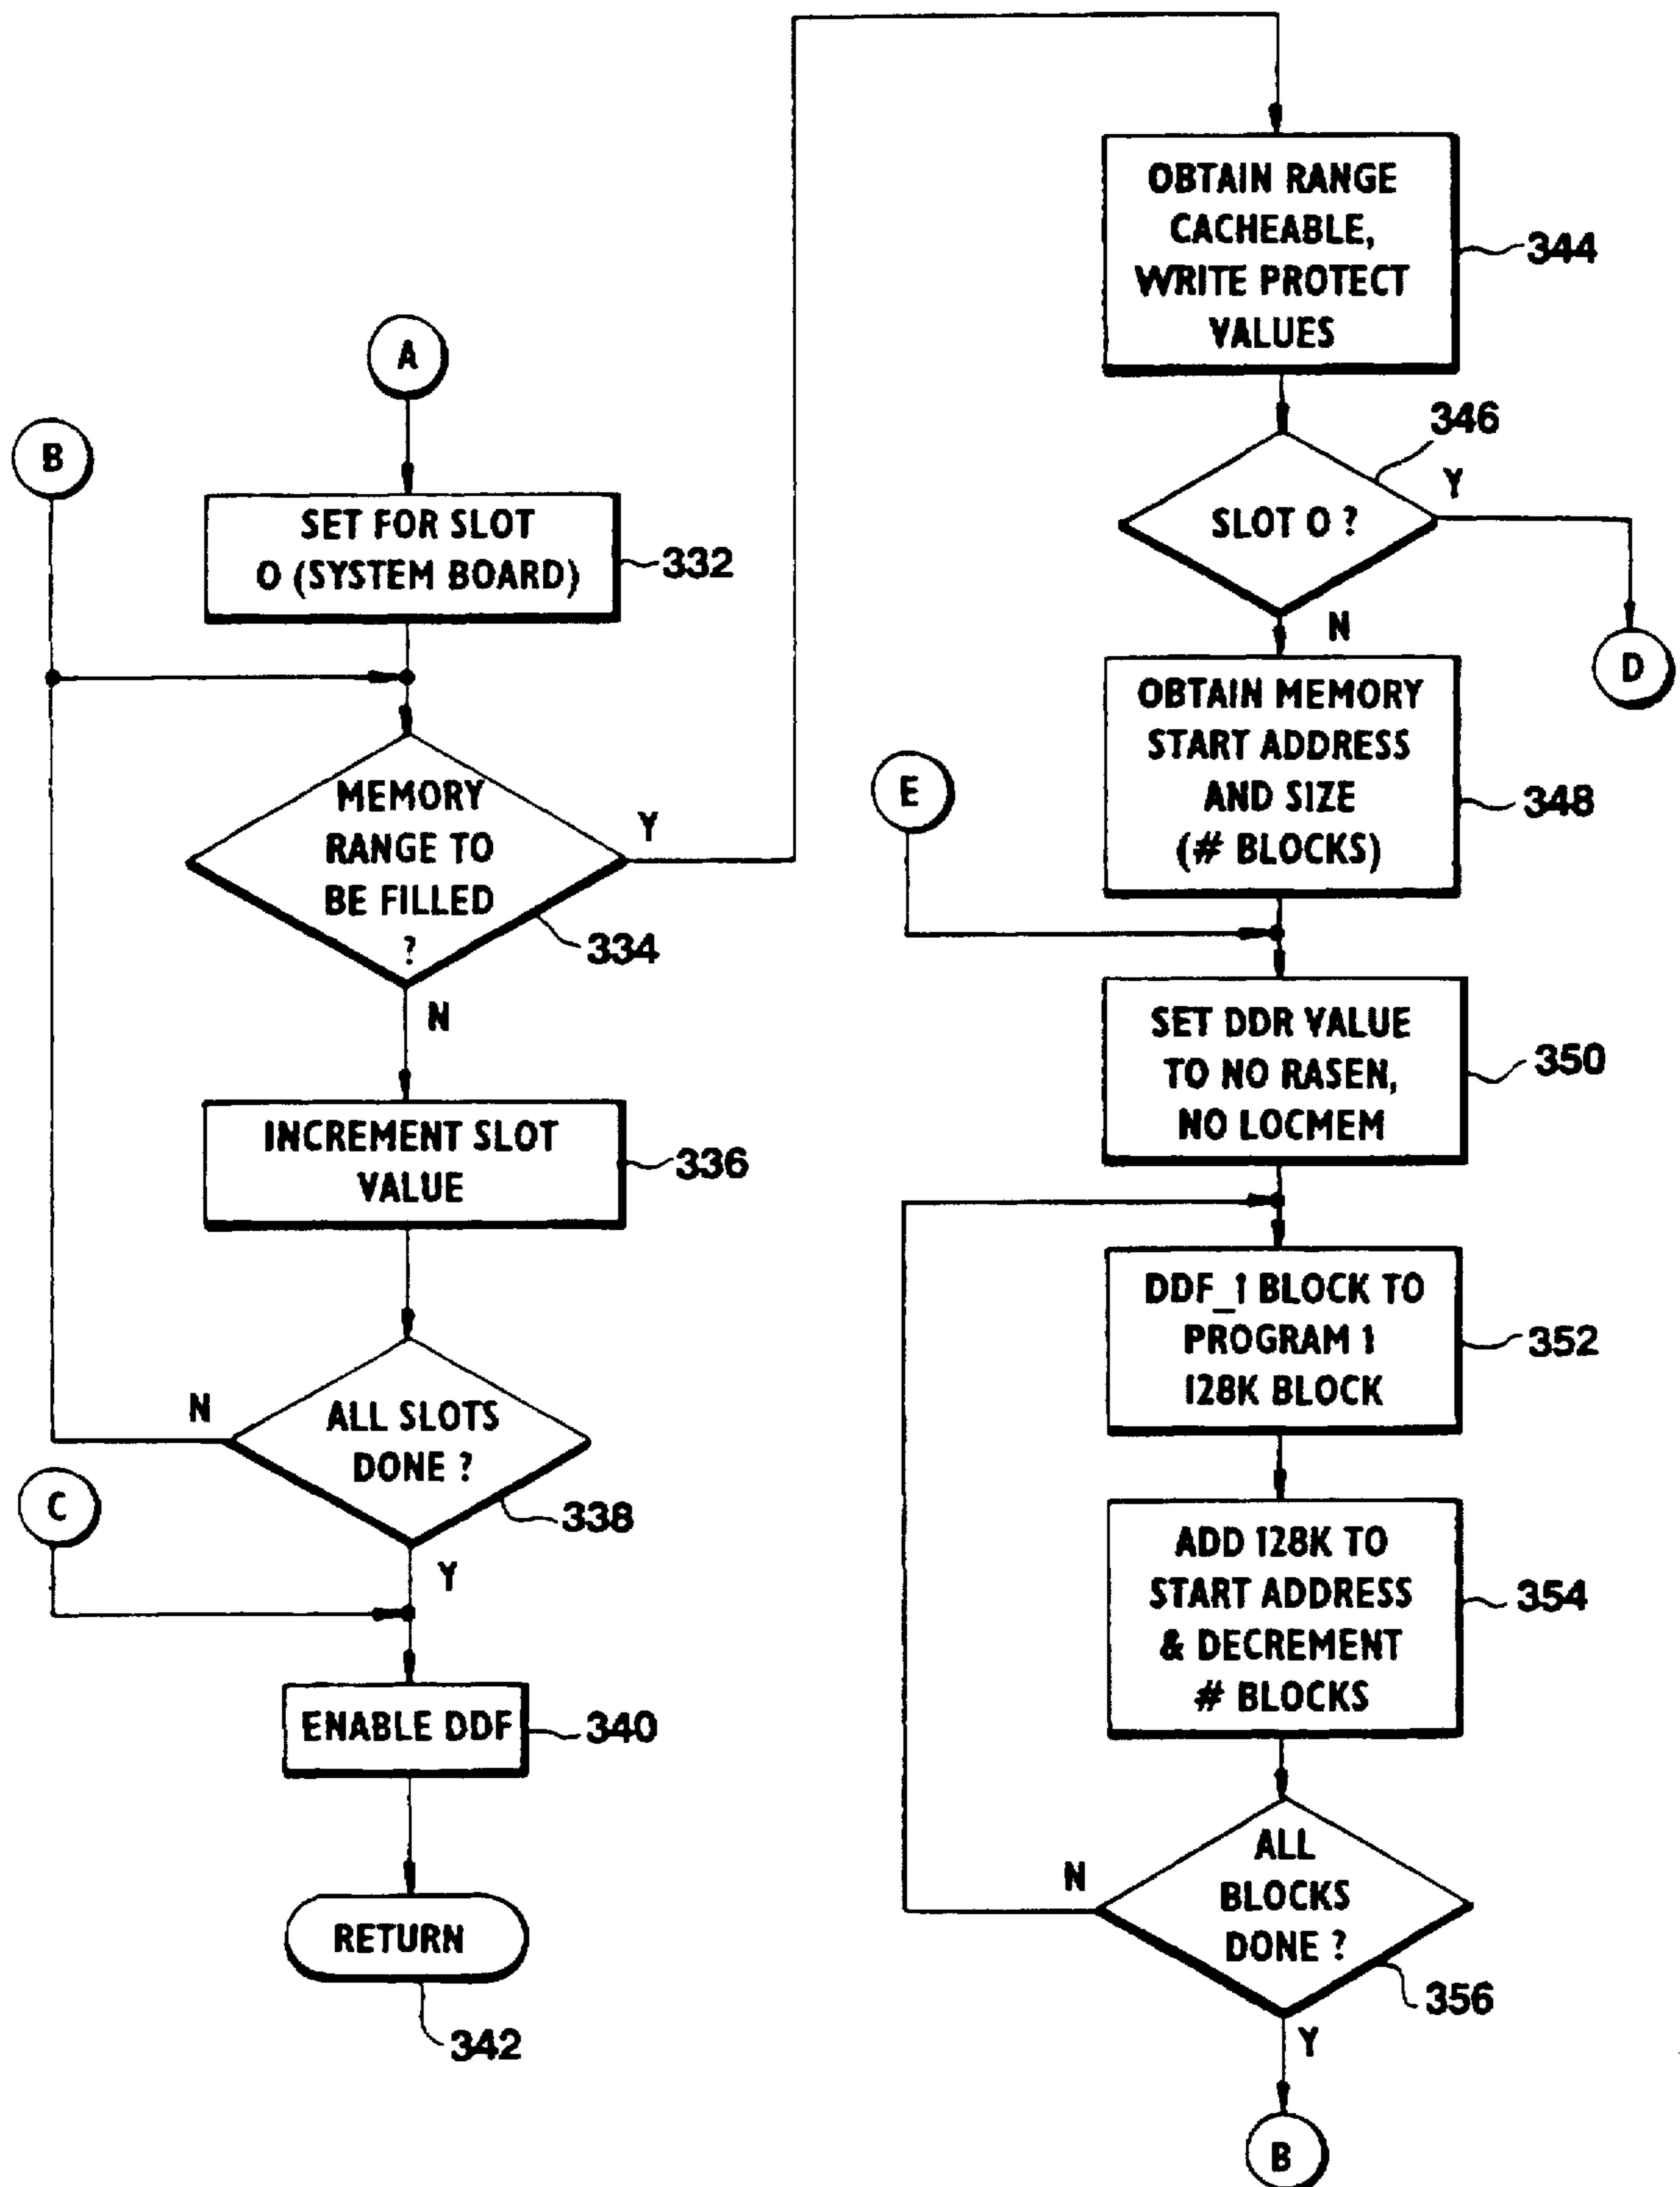 A
B
SET FOR SLOT
0 (SYSTEM BOARD)
332
MEMORY
RANGE TO
BE FILLED
?
Y
334
N
INCREMENT SLOT
VALUE
336
N
ALL SLOTS
DONE ?
338
C
Y
ENABLE DDF
340
RETURN
342
OBTAIN RANGE
CACHEABLE,
WRITE PROTECT
VALUES
344
346
Y
SLOT 0 ?
D
N
OBTAIN MEMORY
START ADDRESS
AND SIZE
(# BLOCKS)
348
E
SET DDR VALUE
TO NO RASEN,
NO LOCMEM
350
DDF_1 BLOCK TO
PROGRAM 1
128K BLOCK
352
ADD 128K TO
START ADDRESS
& DECREMENT
# BLOCKS
354
N
ALL
BLOCKS
DONE ?
356
Y
B